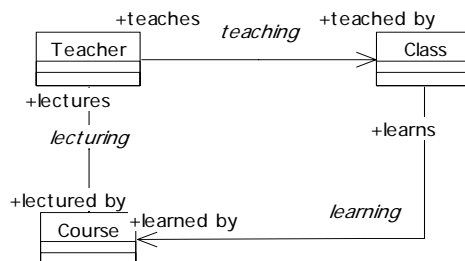 +teaches
teaching
+teached by
Teacher
Class
+lectures
lecturing
+learns
+lectured by
+learned by
learning
Course